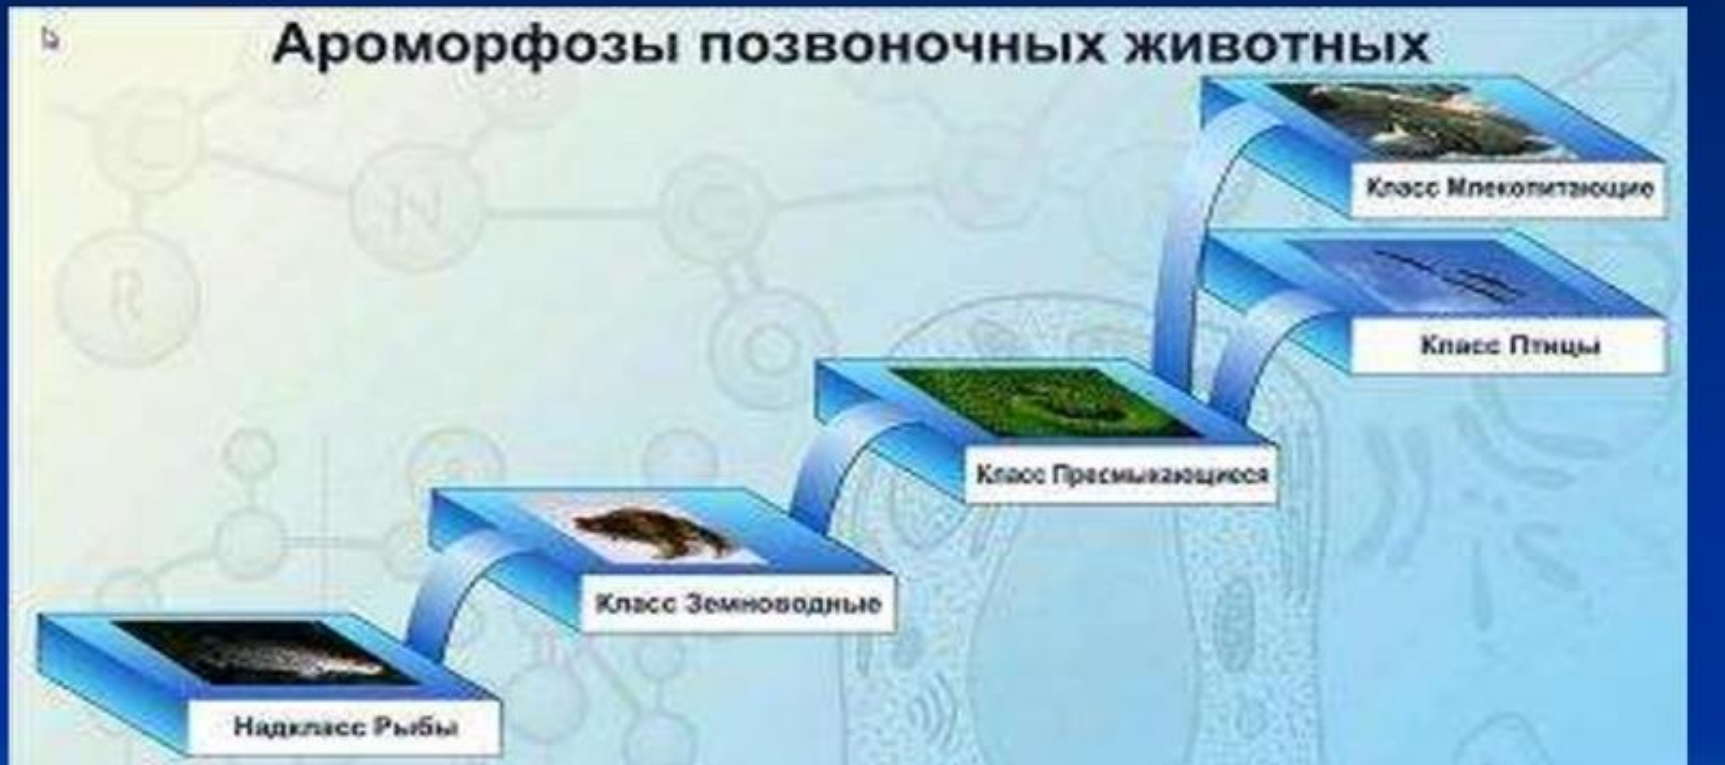 Ароморфозы позвоночных животных
Класс Млекопитающие
Класс Птицы
Класс Пресмыкающиеся
Класс Земноводные
Надкласс Рыбы
R
N
C
O